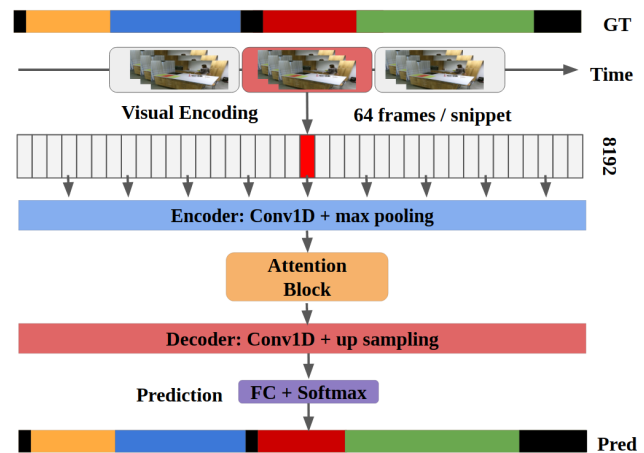 GT
Time
Visual Encoding
64 frames / snippet
8192
Encoder: Conv1D + max pooling
Attention
Block
Decoder: Conv1D + up sampling
Prediction
FC + Softmax
Pred